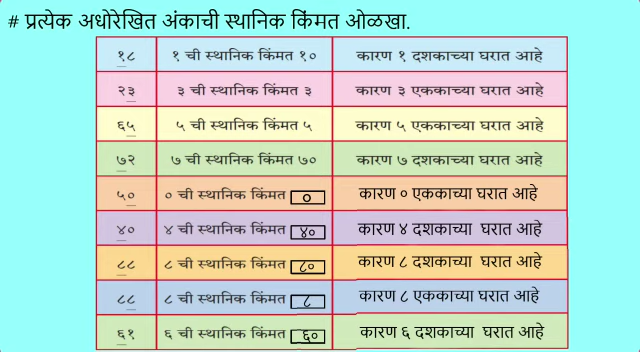 # प्रत्येक अधोरेखित अंकाची स्थानिक किंमत ओळखा.
१८ १ ची स्थानिक किंमत १० कारण १ दशकाच्या घरात आहे
२३ ३ ची स्थानिक किंमत ३ कारण ३ एककाच्या घरात आहे
६५ ५ ची स्थानिक किंमत ५ कारण ५ एककाच्या घरात आहे
७२ ७ ची स्थानिक किंमत ७० कारण ७ दशकाच्या घरात आहे
५० ० ची स्थानिक किंमत ० कारण ० एककाच्या घरात आहे
४० ४ ची स्थानिक किंमत ४० कारण ४ दशकाच्या घरात आहे
८८ ८ ची स्थानिक किंमत ८० कारण ८ दशकाच्या घरात आहे
८८ ८ ची स्थानिक किंमत ८ कारण ८ एककाच्या घरात आहे
६१ ६ ची स्थानिक किंमत ६० कारण ६ दशकाच्या घरात आहे